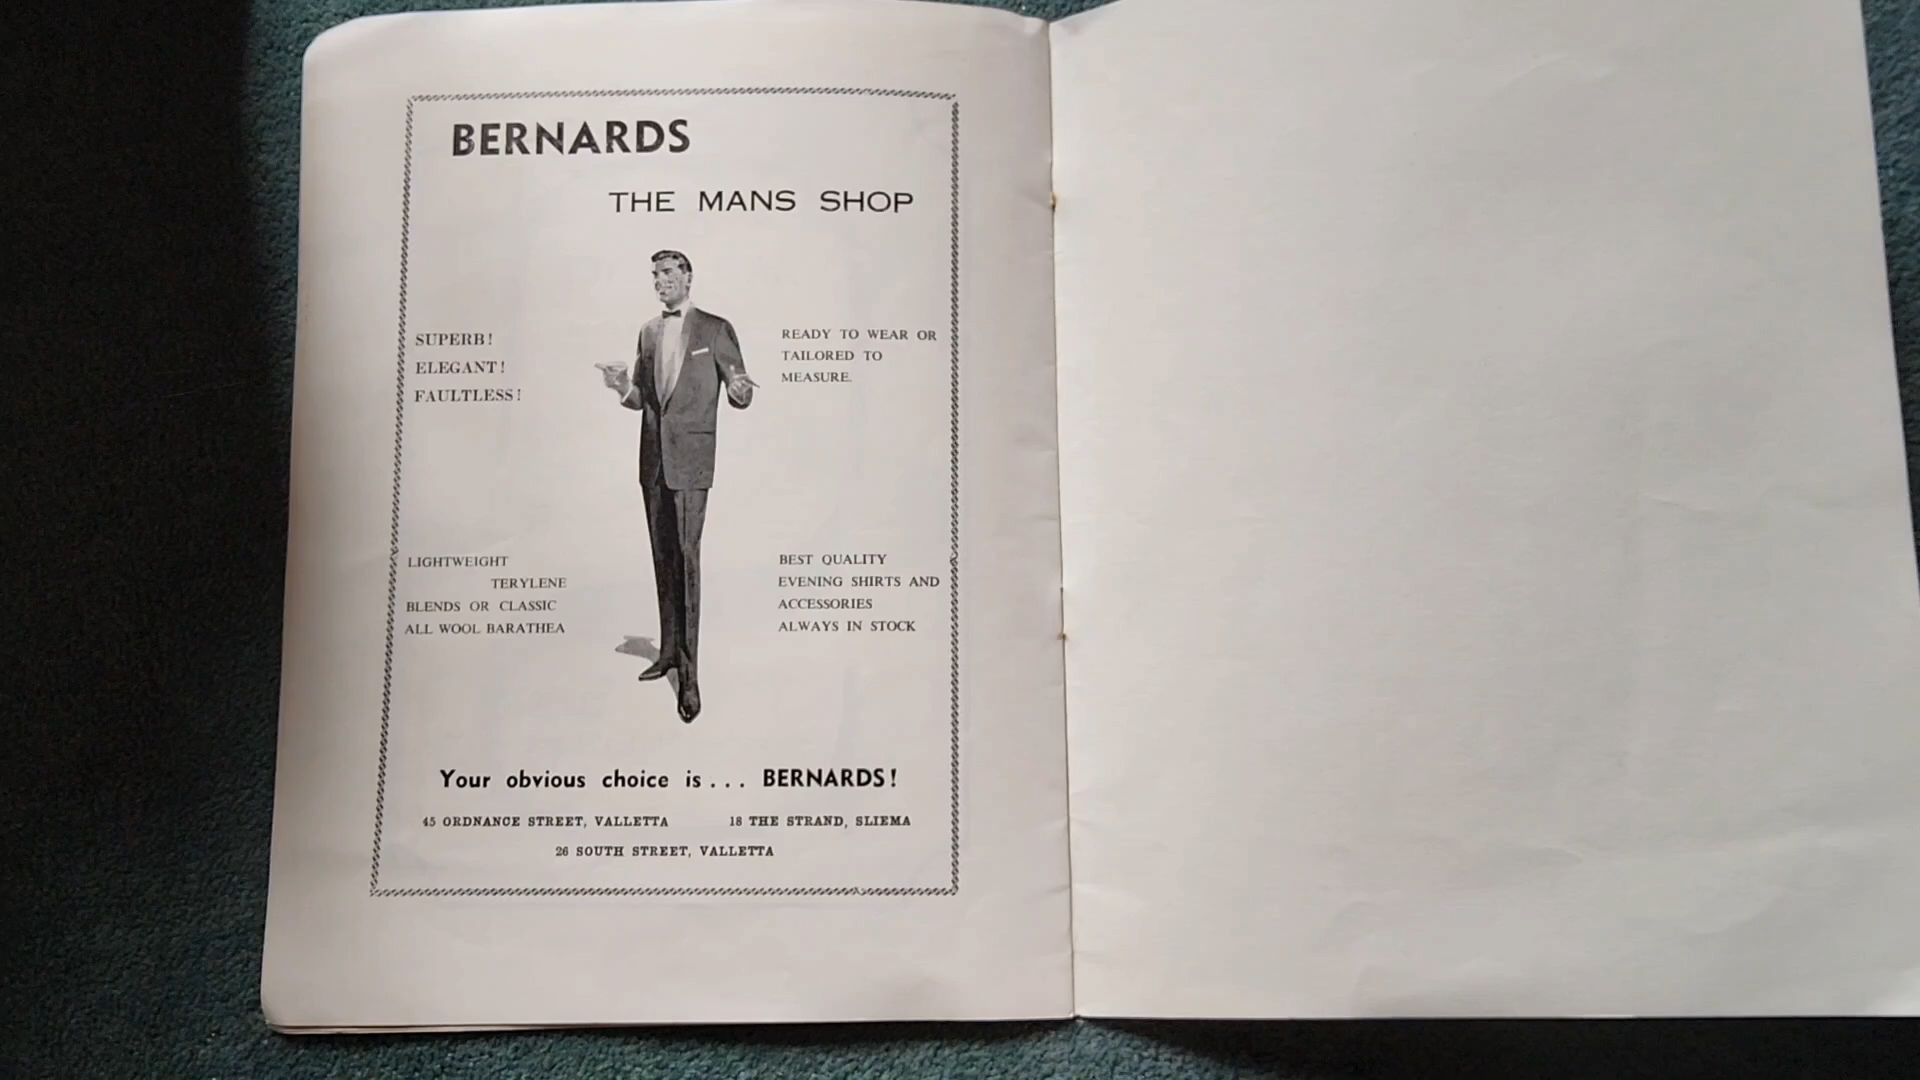 BERNARDS
THE MANS SHOP
SUPERB!
ELEGANT!
FAULTLESS!
READY TO WEAR OR
TAILORED TO
MEASURE.
LIGHTWEIGHT
TERYLENE
BLENDS OR CLASSIC
ALL WOOL BARATHEA
BEST QUALITY
EVENING SHIRTS AND
ACCESSORIES
ALWAYS IN STOCK
Your obvious choice is... BERNARDS!
45 ORDNANCE STREET, VALLETTA 18 THE STRAND, SLIEMA
26 SOUTH STREET, VALLETTA